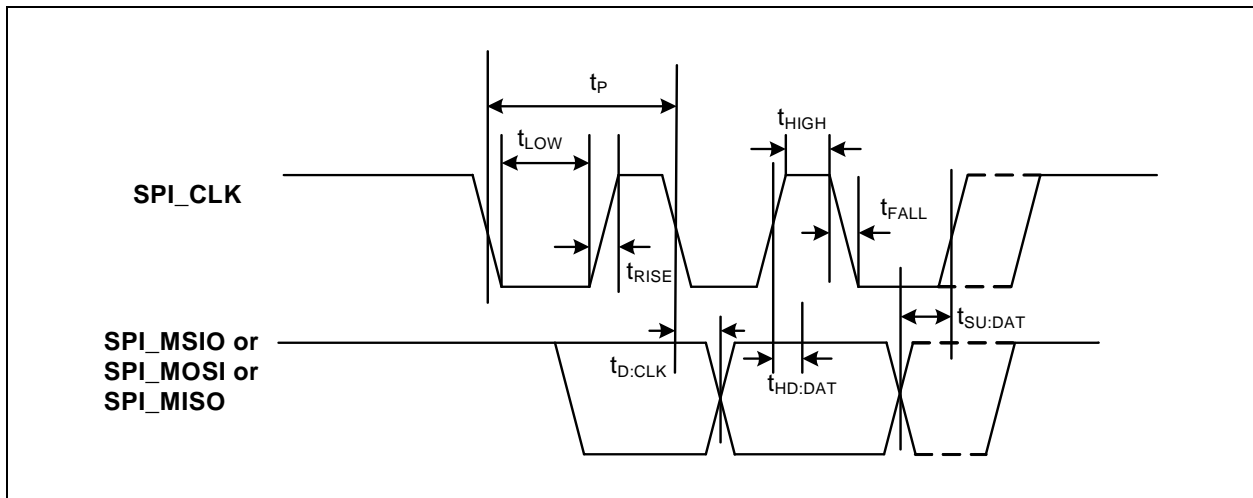 tP
tLOW
tHIGH
SPI_CLK
tFALL
tRISE
tSU:DAT
SPI_MSIO or
SPI_MOSI or
SPI_MISO
tD:CLK
tHD:DAT